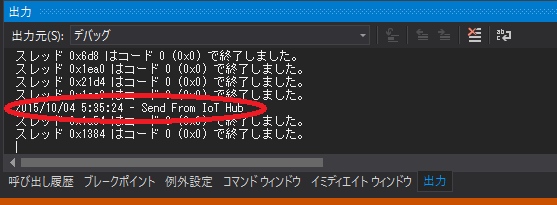 出力
出力元(S): デバッグ
スレッド 0x6d8 はコード 0 (0x0) で終了しました。
スレッド 0x1ea0 はコード 0 (0x0) で終了しました。
スレッド 0x21d4 はコード 0 (0x0) で終了しました。
スレッド はコード 0 (0x0) で終了しました。
2015/10/04 5:35:24 - Send From IoT Hub
スレッド 0x1a54 はコード 0 (0x0) で終了しました。
スレッド 0x1384 はコード 0 (0x0) で終了しました。
呼び出し履歴 ブレークポイント 例外設定 コマンド ウィンドウ イミディエイト ウィンドウ 出力